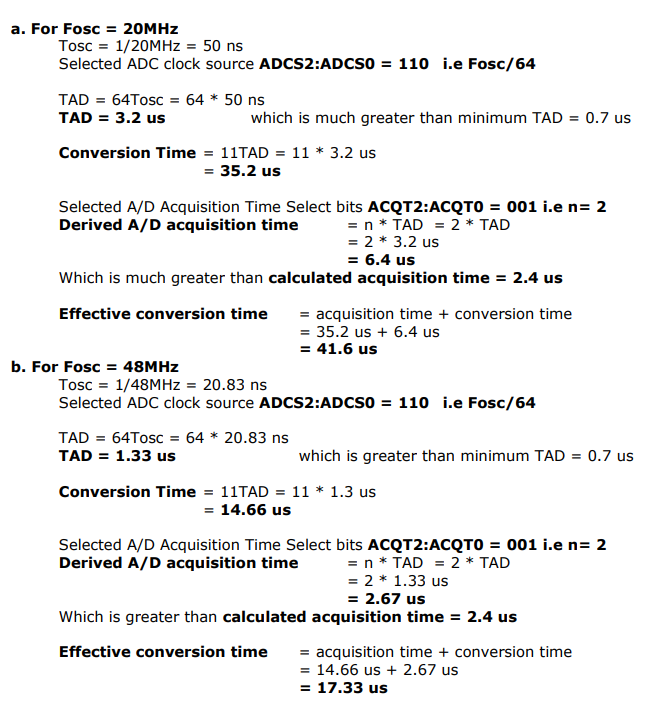 a. For Fosc = 20MHz
Tosc = 1/20MHz = 50 ns
Selected ADC clock source ADCS2:ADCS0 = 110 i.e Fosc/64
TAD = 64Tosc = 64 * 50 ns
TAD = 3.2 us which is much greater than minimum TAD = 0.7 us
Conversion Time = 11TAD = 11 * 3.2 us
= 35.2 us
Selected A/D Acquisition Time Select bits ACQT2:ACQT0 = 001 i.e n= 2
Derived A/D acquisition time = n * TAD = 2 * TAD
= 2 * 3.2 us
= 6.4 us
Which is much greater than calculated acquisition time = 2.4 us
Effective conversion time = acquisition time + conversion time
= 35.2 us + 6.4 us
= 41.6 us
b. For Fosc = 48MHz
Tosc = 1/48MHz = 20.83 ns
Selected ADC clock source ADCS2:ADCS0 = 110 i.e Fosc/64
TAD = 64Tosc = 64 * 20.83 ns
TAD = 1.33 us which is greater than minimum TAD = 0.7 us
Conversion Time = 11TAD = 11 * 1.3 us
= 14.66 us
Selected A/D Acquisition Time Select bits ACQT2:ACQT0 = 001 i.e n= 2
Derived A/D acquisition time = n * TAD = 2 * TAD
= 2 * 1.33 us
= 2.67 us
Which is greater than calculated acquisition time = 2.4 us
Effective conversion time = acquisition time + conversion time
= 14.66 us + 2.67 us
= 17.33 us